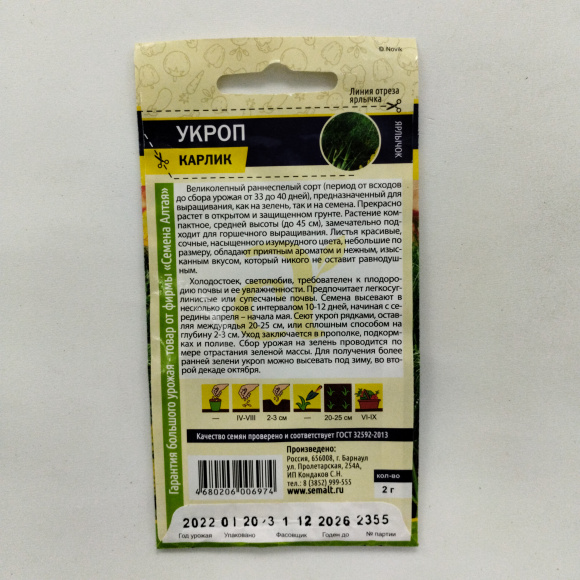 © Novik
Линия отреза
ярлычка
УКРОП
КАРЛИК
ЯРЛЫЧОК
Великолепный раннеспелый сорт (период от всходов
до сбора урожая от 33 до 40 дней), предназначенный для
выращивания, как на зелень, так и на семена. Прекрасно
растет в открытом и защищенном грунте. Растение ком-
пактное, средней высоты (до 45 см), замечательно под-
ходит для горшечного выращивания. Листья красивые,
сочные, насыщенного изумрудного цвета, небольшие по
размеру, обладают приятным ароматом и нежным, изыс-
канным вкусом, который никого не оставит равнодуш-
ным.
Холодостоек, светолюбив, требователен к плодоро-
дию почвы и ее увлажненности. Предпочитает легкосуг-
линистые или супесчаные почвы. Семена высевают в
несколько сроков с интервалом 10-12 дней, начиная с се-
редины апреля – начала мая. Сеют укроп рядками, остав-
ляя междурядья 20-25 см, или сплошным способом на
глубину 2-3 см. Уход заключается в прополке, подкорм-
ках и поливе. Сбор урожая на зелень проводится по
мере отрастания зеленой массы. Для получения более
ранней зелени укроп можно высевать под зиму, во вто-
рой декаде октября.
Гарантия большого урожая - товар от фирмы «Семена Алтая»
— IV-VIII 2-3 см — 20-25 см VI-IX
Качество семян проверено и соответствует ГОСТ 32592-2013
Произведено:
Россия, 656008, г. Барнаул
ул. Пролетарская, 254А,
ИП Кондаков С.Н.
тел.: 8 (3852) 999-555
www.semalt.ru
кол-во
2 г
4 680206 006974
2022 01 20 23 1 12 2026 2355
Год урожая Упаковано Фасовщик Годен до № партии